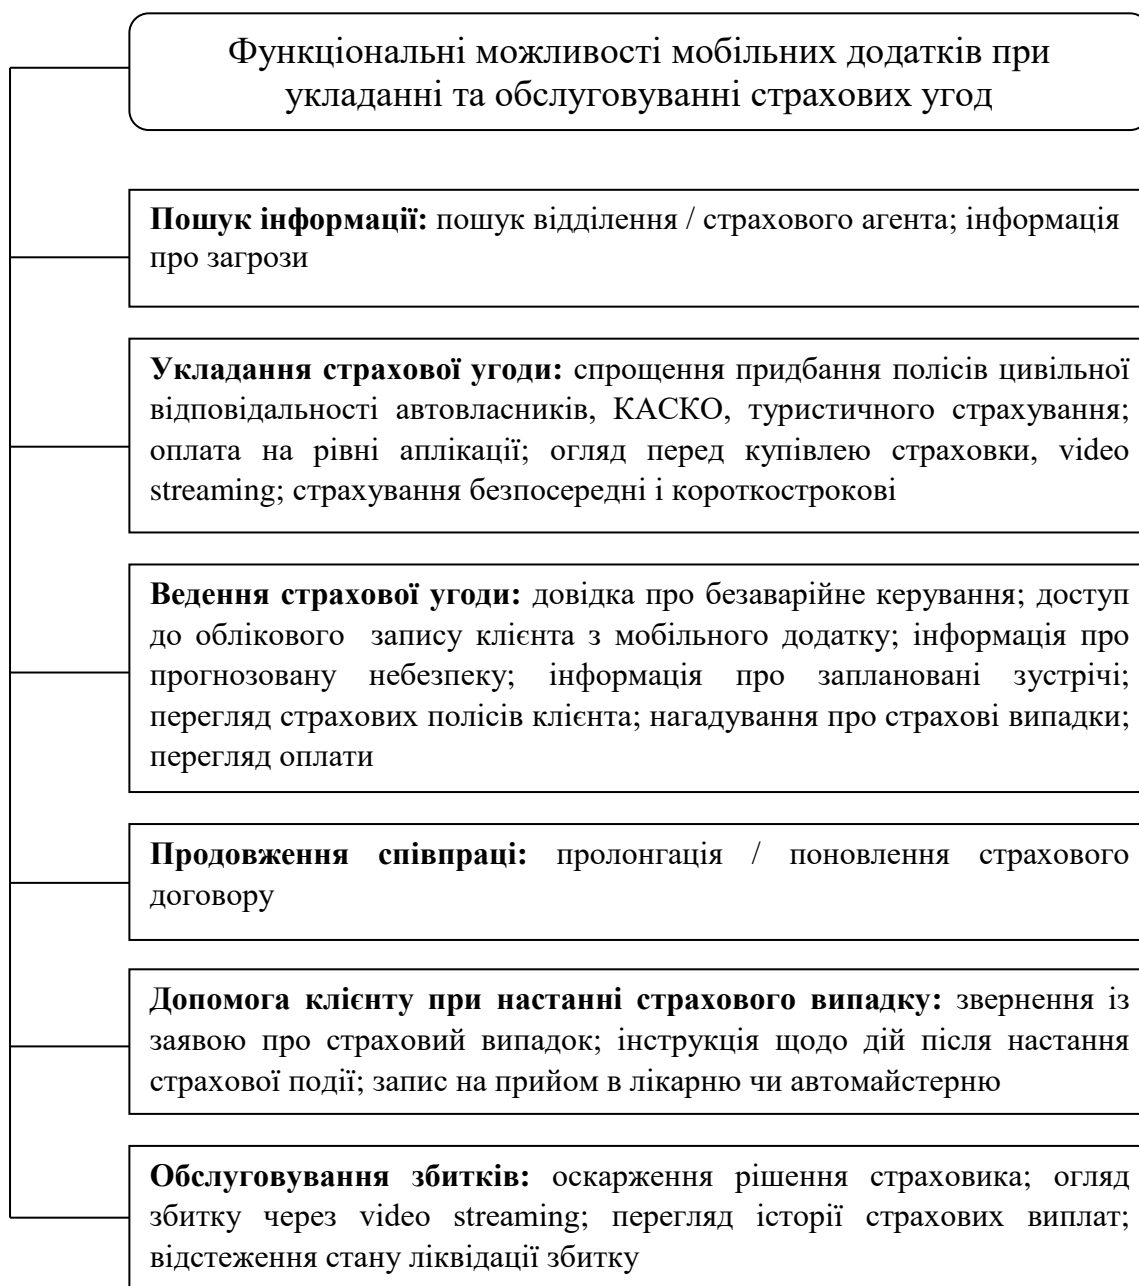 Функціональні можливості мобільних додатків при
укладанні та обслуговуванні страхових угод
Пошук інформації: пошук відділення / страхового агента; інформація
про загрози
Укладання страхової угоди: спрощення придбання полісів цивільної
відповідальності автовласників, КАСКО, туристичного страхування;
оплата на рівні аплікації; огляд перед купівлею страховки, video
streaming; страхування безпосередні і короткострокові
Ведення страхової угоди: довідка про безаварійне керування; доступ
до облікового запису клієнта з мобільного додатку; інформація про
прогнозовану небезпеку; інформація про заплановані зустрічі;
перегляд страхових полісів клієнта; нагадування про страхові випадки;
перегляд оплати
Продовження співпраці: пролонгація / поновлення страхового
договору
Допомога клієнту при настанні страхового випадку: звернення із
заявою про страховий випадок; інструкція щодо дій після настання
страхової події; запис на прийом в лікарню чи автомайстерню
Обслуговування збитків: оскарження рішення страховика; огляд
збитку через video streaming; перегляд історії страхових виплат;
відстеження стану ліквідації збитку